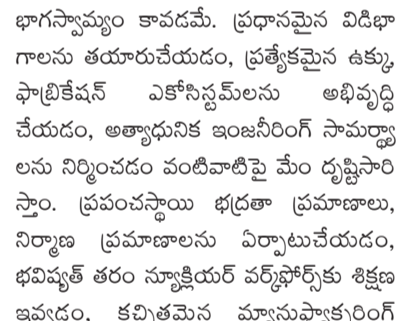 భాగస్వామ్యం కావడమే. ప్రధానమైన విడిభా
గాలను తయారుచేయడం, ప్రత్యేకమైన ఉక్కు,
ఫాబ్రికేషన్ ఎకోసిస్టమ్‌లను అభివృద్ధి
చేయడం, అత్యాధునిక ఇంజనీరింగ్ సామర్థ్యా
లను నిర్మించడం వంటివాటిపై మేం దృష్టిసారి
స్తాం. ప్రపంచస్థాయి భద్రతా ప్రమాణాలు,
నిర్మాణ ప్రమాణాలను ఏర్పాటుచేయడం,
భవిష్యత్ తరం న్యూక్లియర్ వర్క్‌ఫోర్స్‌కు శిక్షణ
ఇవ్వడం, కచ్చితమైన మ్యానుఫ్యాక్చరింగ్